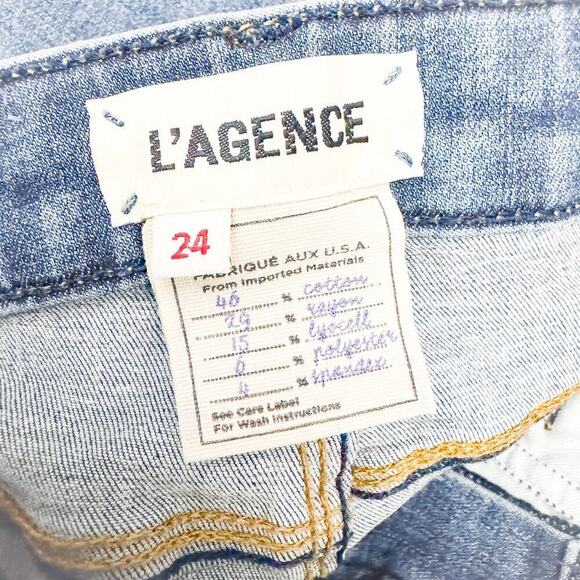 L'AGENCE
24
FABRIQUÉ AUX U.S.A.
From Imported Materials
46 % cotton
29 % rayon
15 % lyocell
6 % polyester
4 % spandex
See Care Label
For Wash Instructions